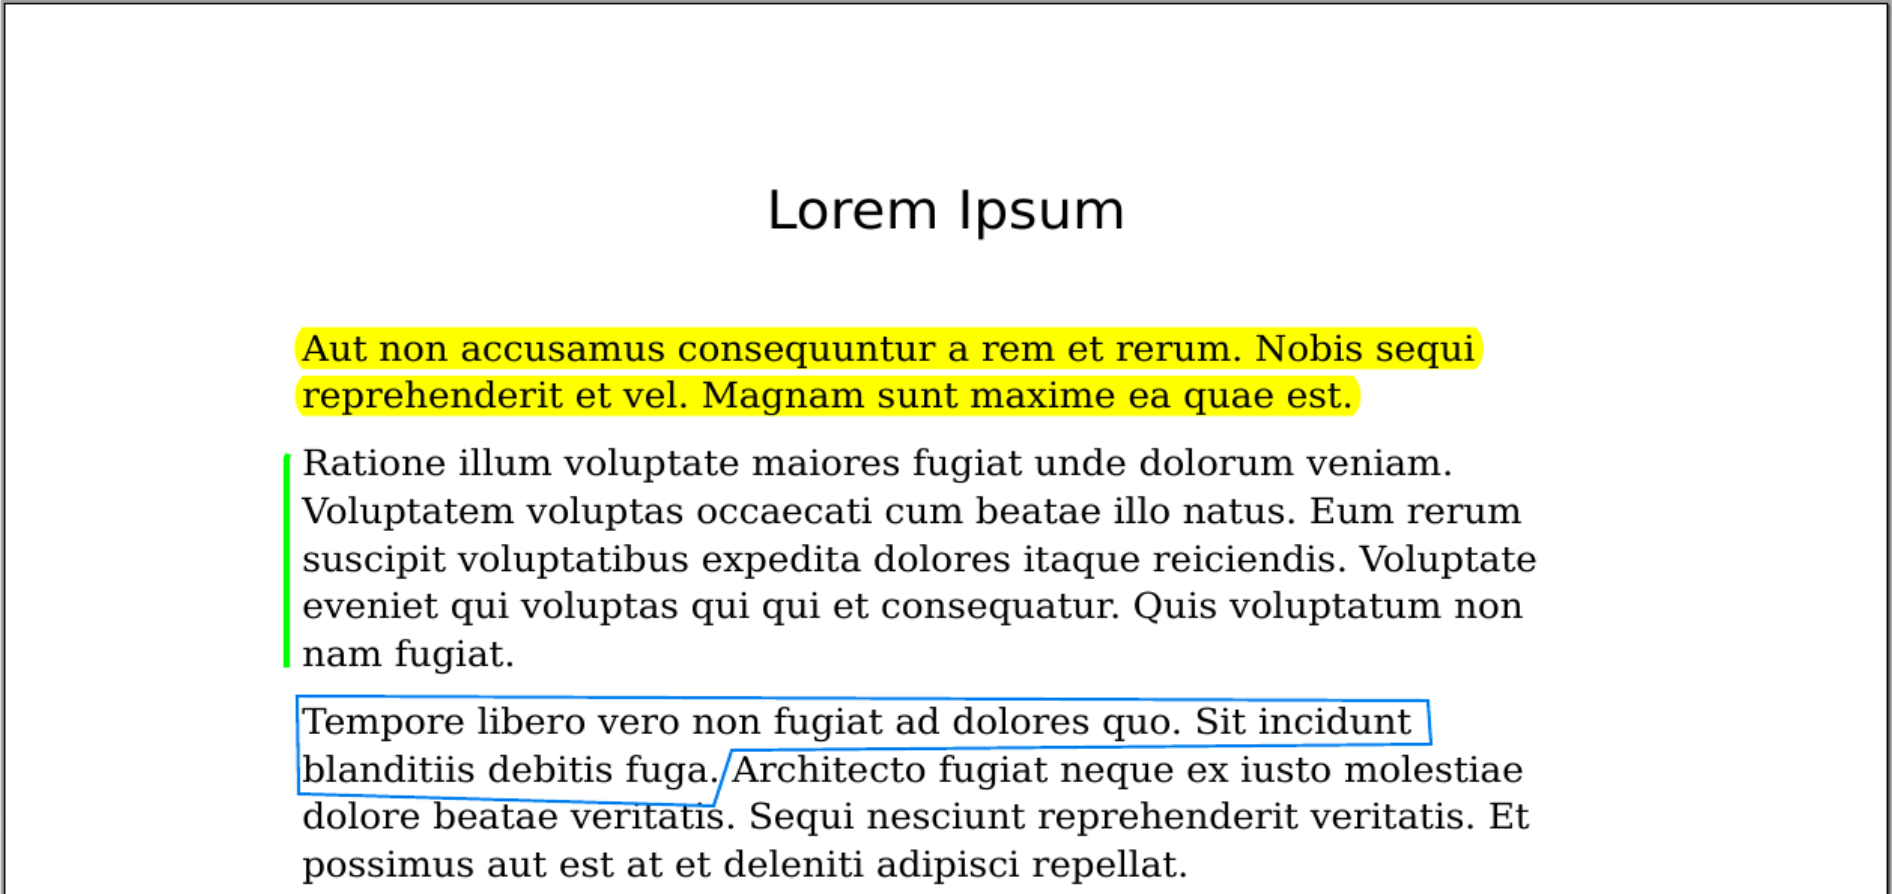 Lorem Ipsum
Aut non accusamus consequuntur a rem et rerum. Nobis sequi
reprehenderit et vel. Magnam sunt maxime ea quae est.
Ratione illum voluptate maiores fugiat unde dolorum veniam.
Voluptatem voluptas occaecati cum beatae illo natus. Eum rerum
suscipit voluptatibus expedita dolores itaque reiciendis. Voluptate
eveniet qui voluptas qui qui et consequatur. Quis voluptatum non
nam fugiat.
Tempore libero vero non fugiat ad dolores quo. Sit incidunt
blanditiis debitis fuga. Architecto fugiat neque ex iusto molestiae
dolore beatae veritatis. Sequi nesciunt reprehenderit veritatis. Et
possimus aut est at et deleniti adipisci repellat.